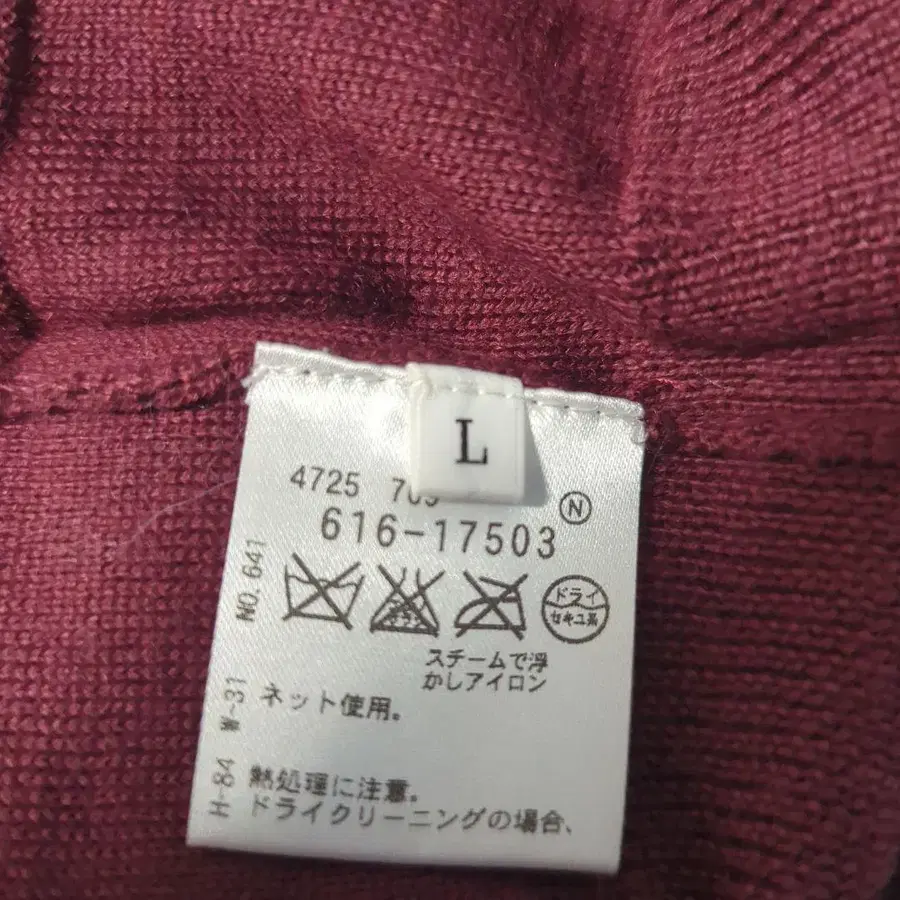 L
4725
Ⓝ
616-17503
ドライ
セキユ系
スチームで浮
かしアイロン
ネット使用。
熱処理に注意。
ドライクリーニングの場合、
NO.641
H-84 W-31